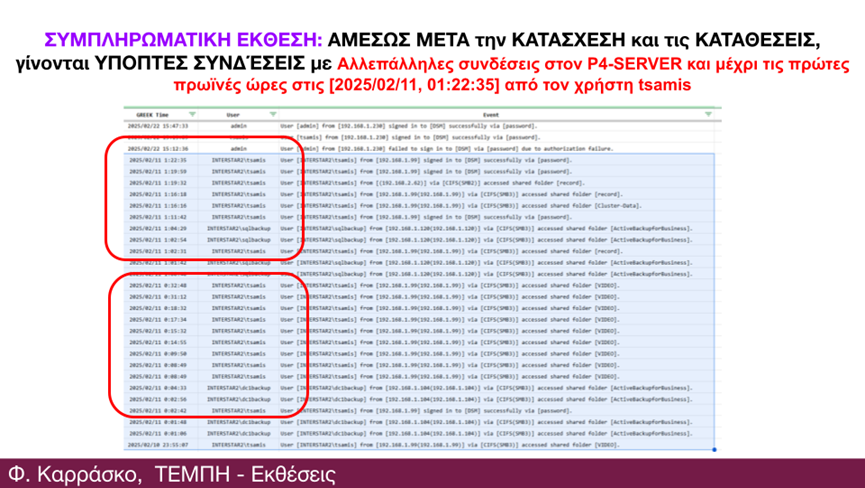 ΣΥΜΠΛΗΡΩΜΑΤΙΚΗ ΕΚΘΕΣΗ: ΑΜΕΣΩΣ ΜΕΤΑ την ΚΑΤΑΣΧΕΣΗ και τις ΚΑΤΑΘΕΣΕΙΣ,
γίνονται ΥΠΟΠΤΕΣ ΣΥΝΔΈΣΕΙΣ με Αλλεπάλληλες συνδέσεις στον P4-SERVER και μέχρι τις πρώτες
πρωϊνές ώρες στις [2025/02/11, 01:22:35] από τον χρήστη tsamis
GREEK Time User Event
2025/02/22 15:47:33 admin User [admin] from [192.168.1.230] signed in to [DSM] successfully via [password].
[tsamis] from [192.168.1.230] signed in to [DSM] successfully via [password].
2025/02/22 15:12:36 admin User [admin] from [192.168.1.230] failed to sign in to [DSM] via [password] due to authorization failure.
2025/02/11 1:22:35 INTERSTAR2\tsamis User [INTERSTAR2\tsamis] from [192.168.1.99] signed in to [DSM] successfully via [password].
2025/02/11 1:19:59 INTERSTAR2\tsamis User [INTERSTAR2\tsamis] from [192.168.1.99] signed in to [DSM] successfully via [password].
2025/02/11 1:19:32 INTERSTAR2\tsamis User [INTERSTAR2\tsamis] from [(192.168.2.62)] via [CIFS(SMB2)] accessed shared folder [record].
2025/02/11 1:16:18 INTERSTAR2\tsamis User [INTERSTAR2\tsamis] from [192.168.1.99(192.168.1.99)] via [CIFS(SMB3)] accessed shared folder [record].
2025/02/11 1:16:16 INTERSTAR2\tsamis User [INTERSTAR2\tsamis] from [192.168.1.99(192.168.1.99)] via [CIFS(SMB3)] accessed shared folder [Cluster-Data].
2025/02/11 1:11:42 INTERSTAR2\tsamis User [INTERSTAR2\tsamis] from [192.168.1.99] signed in to [DSM] successfully via [password].
2025/02/11 1:04:29 INTERSTAR2\sqlbackup User [INTERSTAR2\sqlbackup] from [192.168.1.120(192.168.1.120)] via [CIFS(SMB3)] accessed shared folder [ActiveBackupforBusiness].
2025/02/11 1:02:54 INTERSTAR2\sqlbackup User [INTERSTAR2\sqlbackup] from [192.168.1.120(192.168.1.120)] via [CIFS(SMB3)] accessed shared folder [ActiveBackupforBusiness].
2025/02/11 1:02:31 INTERSTAR2\tsamis User [INTERSTAR2\tsamis] from [192.168.1.99(192.168.1.99)] via [CIFS(SMB3)] accessed shared folder [record].
2025/02/11 1:01:42 INTERSTAR2\sqlbackup User [INTERSTAR2\sqlbackup] from [192.168.1.120(192.168.1.120)] via [CIFS(SMB3)] accessed shared folder [ActiveBackupforBusiness].
INTERSTAR2\sqlbackup User [INTERSTAR2\sqlbackup] from [192.168.1.120(192.168.1.120)] via [CIFS(SMB3)] accessed shared folder [ActiveBackupforBusiness].
2025/02/11 0:32:48 INTERSTAR2\tsamis User [INTERSTAR2\tsamis] from [192.168.1.99(192.168.1.99)] via [CIFS(SMB3)] accessed shared folder [VIDEO].
2025/02/11 0:31:12 INTERSTAR2\tsamis User [INTERSTAR2\tsamis] from [192.168.1.99(192.168.1.99)] via [CIFS(SMB3)] accessed shared folder [VIDEO].
2025/02/11 0:18:32 INTERSTAR2\tsamis User [INTERSTAR2\tsamis] from [192.168.1.99(192.168.1.99)] via [CIFS(SMB3)] accessed shared folder [VIDEO].
2025/02/11 0:17:34 INTERSTAR2\tsamis User [INTERSTAR2\tsamis] from [192.168.1.99(192.168.1.99)] via [CIFS(SMB3)] accessed shared folder [VIDEO].
2025/02/11 0:15:32 INTERSTAR2\tsamis User [INTERSTAR2\tsamis] from [192.168.1.99(192.168.1.99)] via [CIFS(SMB3)] accessed shared folder [VIDEO].
2025/02/11 0:14:55 INTERSTAR2\tsamis User [INTERSTAR2\tsamis] from [192.168.1.99(192.168.1.99)] via [CIFS(SMB3)] accessed shared folder [VIDEO].
2025/02/11 0:09:50 INTERSTAR2\tsamis User [INTERSTAR2\tsamis] from [192.168.1.99(192.168.1.99)] via [CIFS(SMB3)] accessed shared folder [VIDEO].
2025/02/11 0:08:49 INTERSTAR2\tsamis User [INTERSTAR2\tsamis] from [192.168.1.99(192.168.1.99)] via [CIFS(SMB3)] accessed shared folder [VIDEO].
2025/02/11 0:08:49 INTERSTAR2\tsamis User [INTERSTAR2\tsamis] from [192.168.1.99(192.168.1.99)] via [CIFS(SMB3)] accessed shared folder [VIDEO].
2025/02/11 0:04:33 INTERSTAR2\dc1backup User [INTERSTAR2\dc1backup] from [192.168.1.104(192.168.1.104)] via [CIFS(SMB3)] accessed shared folder [ActiveBackupforBusiness].
2025/02/11 0:02:56 INTERSTAR2\dc1backup User [INTERSTAR2\dc1backup] from [192.168.1.104(192.168.1.104)] via [CIFS(SMB3)] accessed shared folder [ActiveBackupforBusiness].
2025/02/11 0:02:42 INTERSTAR2\tsamis User [INTERSTAR2\tsamis] from [192.168.1.99] signed in to [DSM] successfully via [password].
2025/02/11 0:01:48 INTERSTAR2\dc1backup User [INTERSTAR2\dc1backup] from [192.168.1.104(192.168.1.104)] via [CIFS(SMB3)] accessed shared folder [ActiveBackupforBusiness].
2025/02/11 0:01:06 INTERSTAR2\dc1backup User [INTERSTAR2\dc1backup] from [192.168.1.104(192.168.1.104)] via [CIFS(SMB3)] accessed shared folder [ActiveBackupforBusiness].
2025/02/10 23:55:07 INTERSTAR2\tsamis User [INTERSTAR2\tsamis] from [192.168.1.99(192.168.1.99)] via [CIFS(SMB3)] accessed shared folder [VIDEO].
Φ. Καρράσκο, ΤΕΜΠΗ - Εκθέσεις